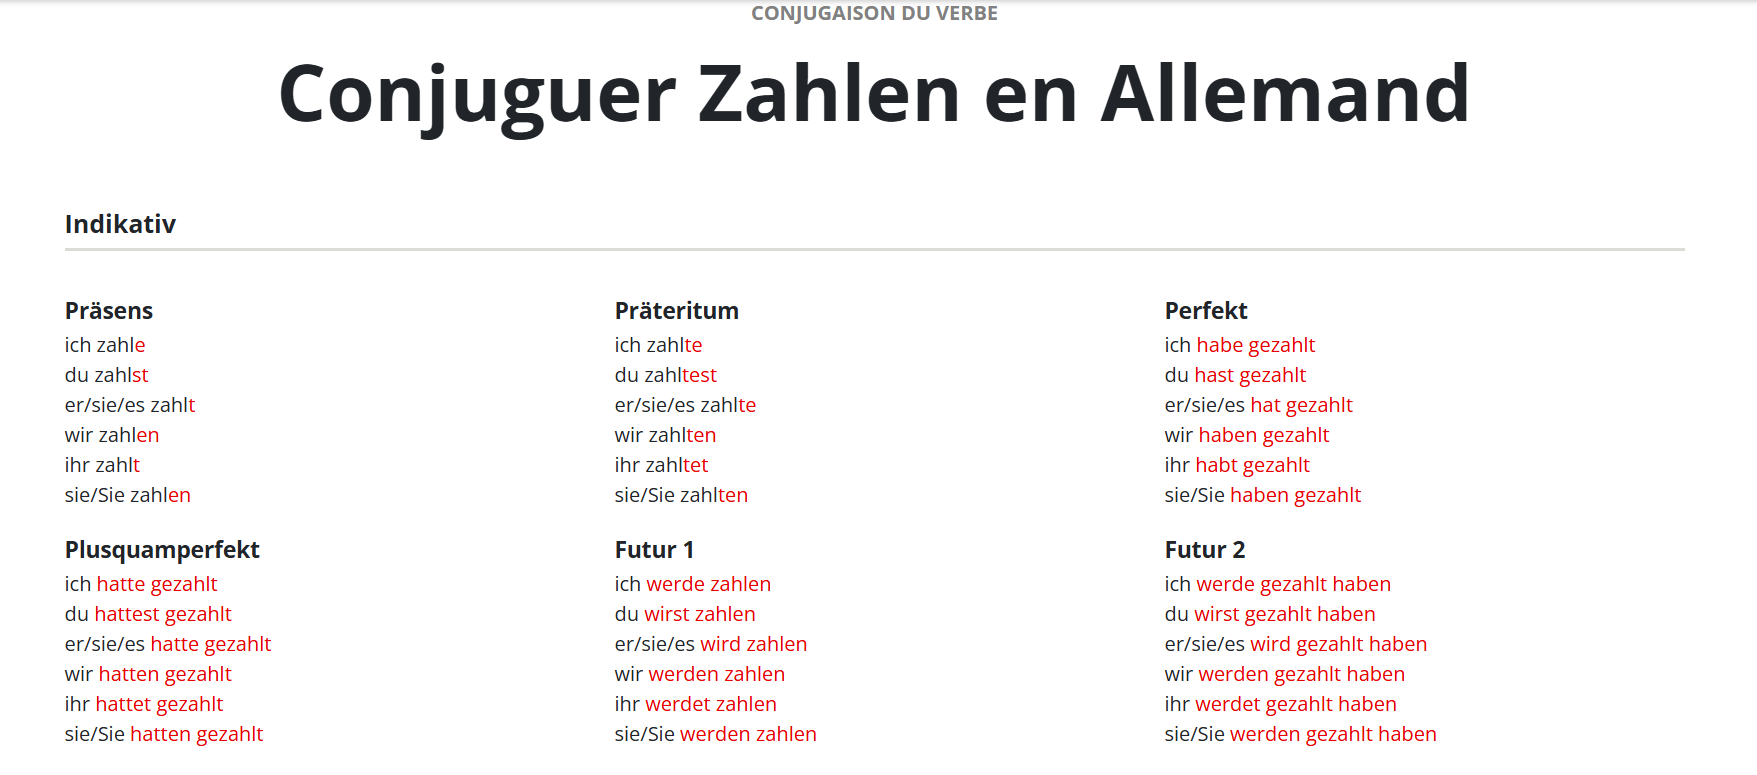 CONJUGAISON DU VERBE
Conjuguer Zahlen en Allemand
Indikativ
Präsens
ich zahle
du zahlst
er/sie/es zahlt
wir zahlen
ihr zahlt
sie/Sie zahlen
Präteritum
ich zahlte
du zahltest
er/sie/es zahlte
wir zahlten
ihr zahltet
sie/Sie zahlten
Perfekt
ich habe gezahlt
du hast gezahlt
er/sie/es hat gezahlt
wir haben gezahlt
ihr habt gezahlt
sie/Sie haben gezahlt
Plusquamperfekt
ich hatte gezahlt
du hattest gezahlt
er/sie/es hatte gezahlt
wir hatten gezahlt
ihr hattet gezahlt
sie/Sie hatten gezahlt
Futur 1
ich werde zahlen
du wirst zahlen
er/sie/es wird zahlen
wir werden zahlen
ihr werdet zahlen
sie/Sie werden zahlen
Futur 2
ich werde gezahlt haben
du wirst gezahlt haben
er/sie/es wird gezahlt haben
wir werden gezahlt haben
ihr werdet gezahlt haben
sie/Sie werden gezahlt haben